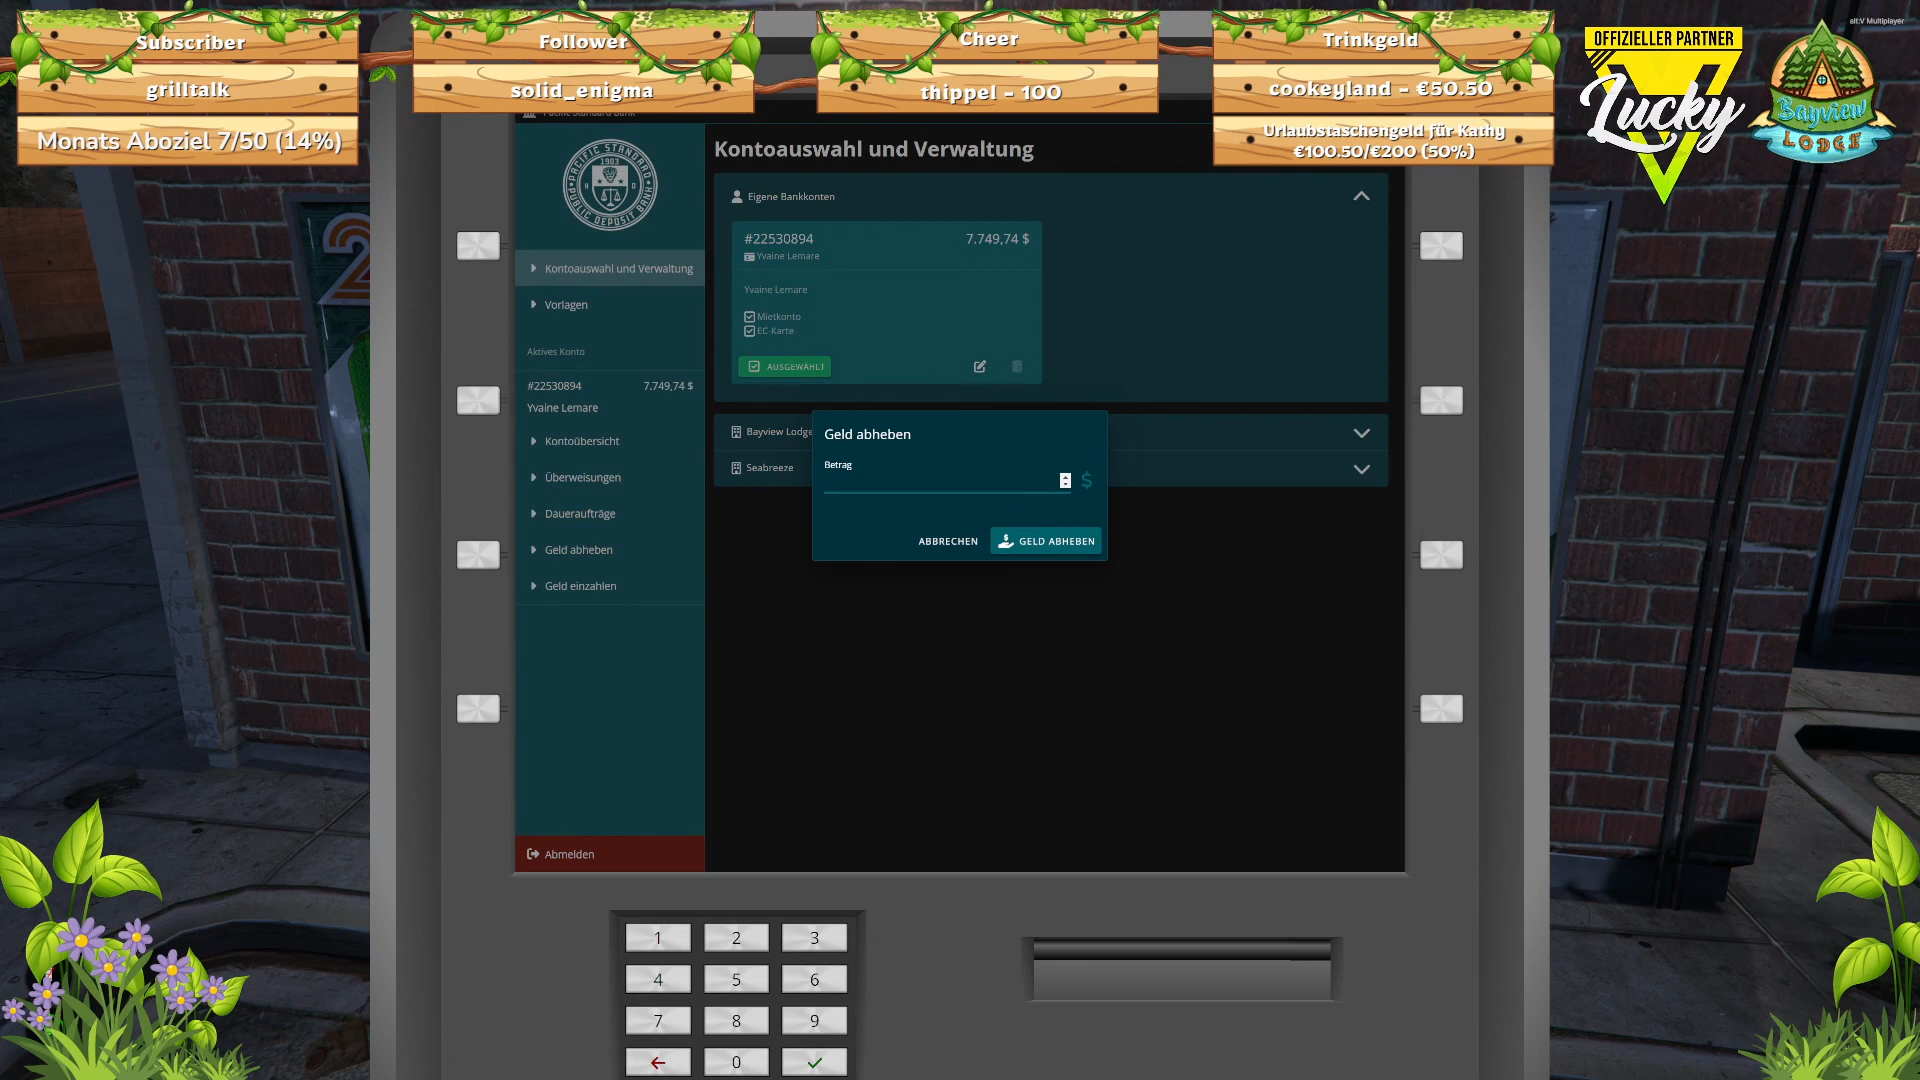 alt:V Multiplayer
Subscriber
grilltalk
Monats Aboziel 7/50 (14%)
Follower
solid_enigma
Cheer
thippel - 100
Trinkgeld
cookeyland - €50.50
Urlaubstaschengeld für Kathy
€100.50/€200 (50%)
OFFIZIELLER PARTNER
Lucky V
Bayview
LODGE
2
Pacific Standard Bank
PACIFIC STANDARD
1903
A D
PUBLIC DEPOSIT BANK
Kontoauswahl und Verwaltung
Vorlagen
Aktives Konto
#22530894 7.749,74 $
Yvaine Lemare
Kontoübersicht
Überweisungen
Daueraufträge
Geld abheben
Geld einzahlen
Abmelden
Kontoauswahl und Verwaltung
Eigene Bankkonten
#22530894 7.749,74 $
Yvaine Lemare
Yvaine Lemare
Mietkonto
EC-Karte
AUSGEWÄHLT
Bayview Lodge
Seabreeze
Geld abheben
Betrag
$
ABBRECHEN GELD ABHEBEN
1 2 3
4 5 6
7 8 9
0